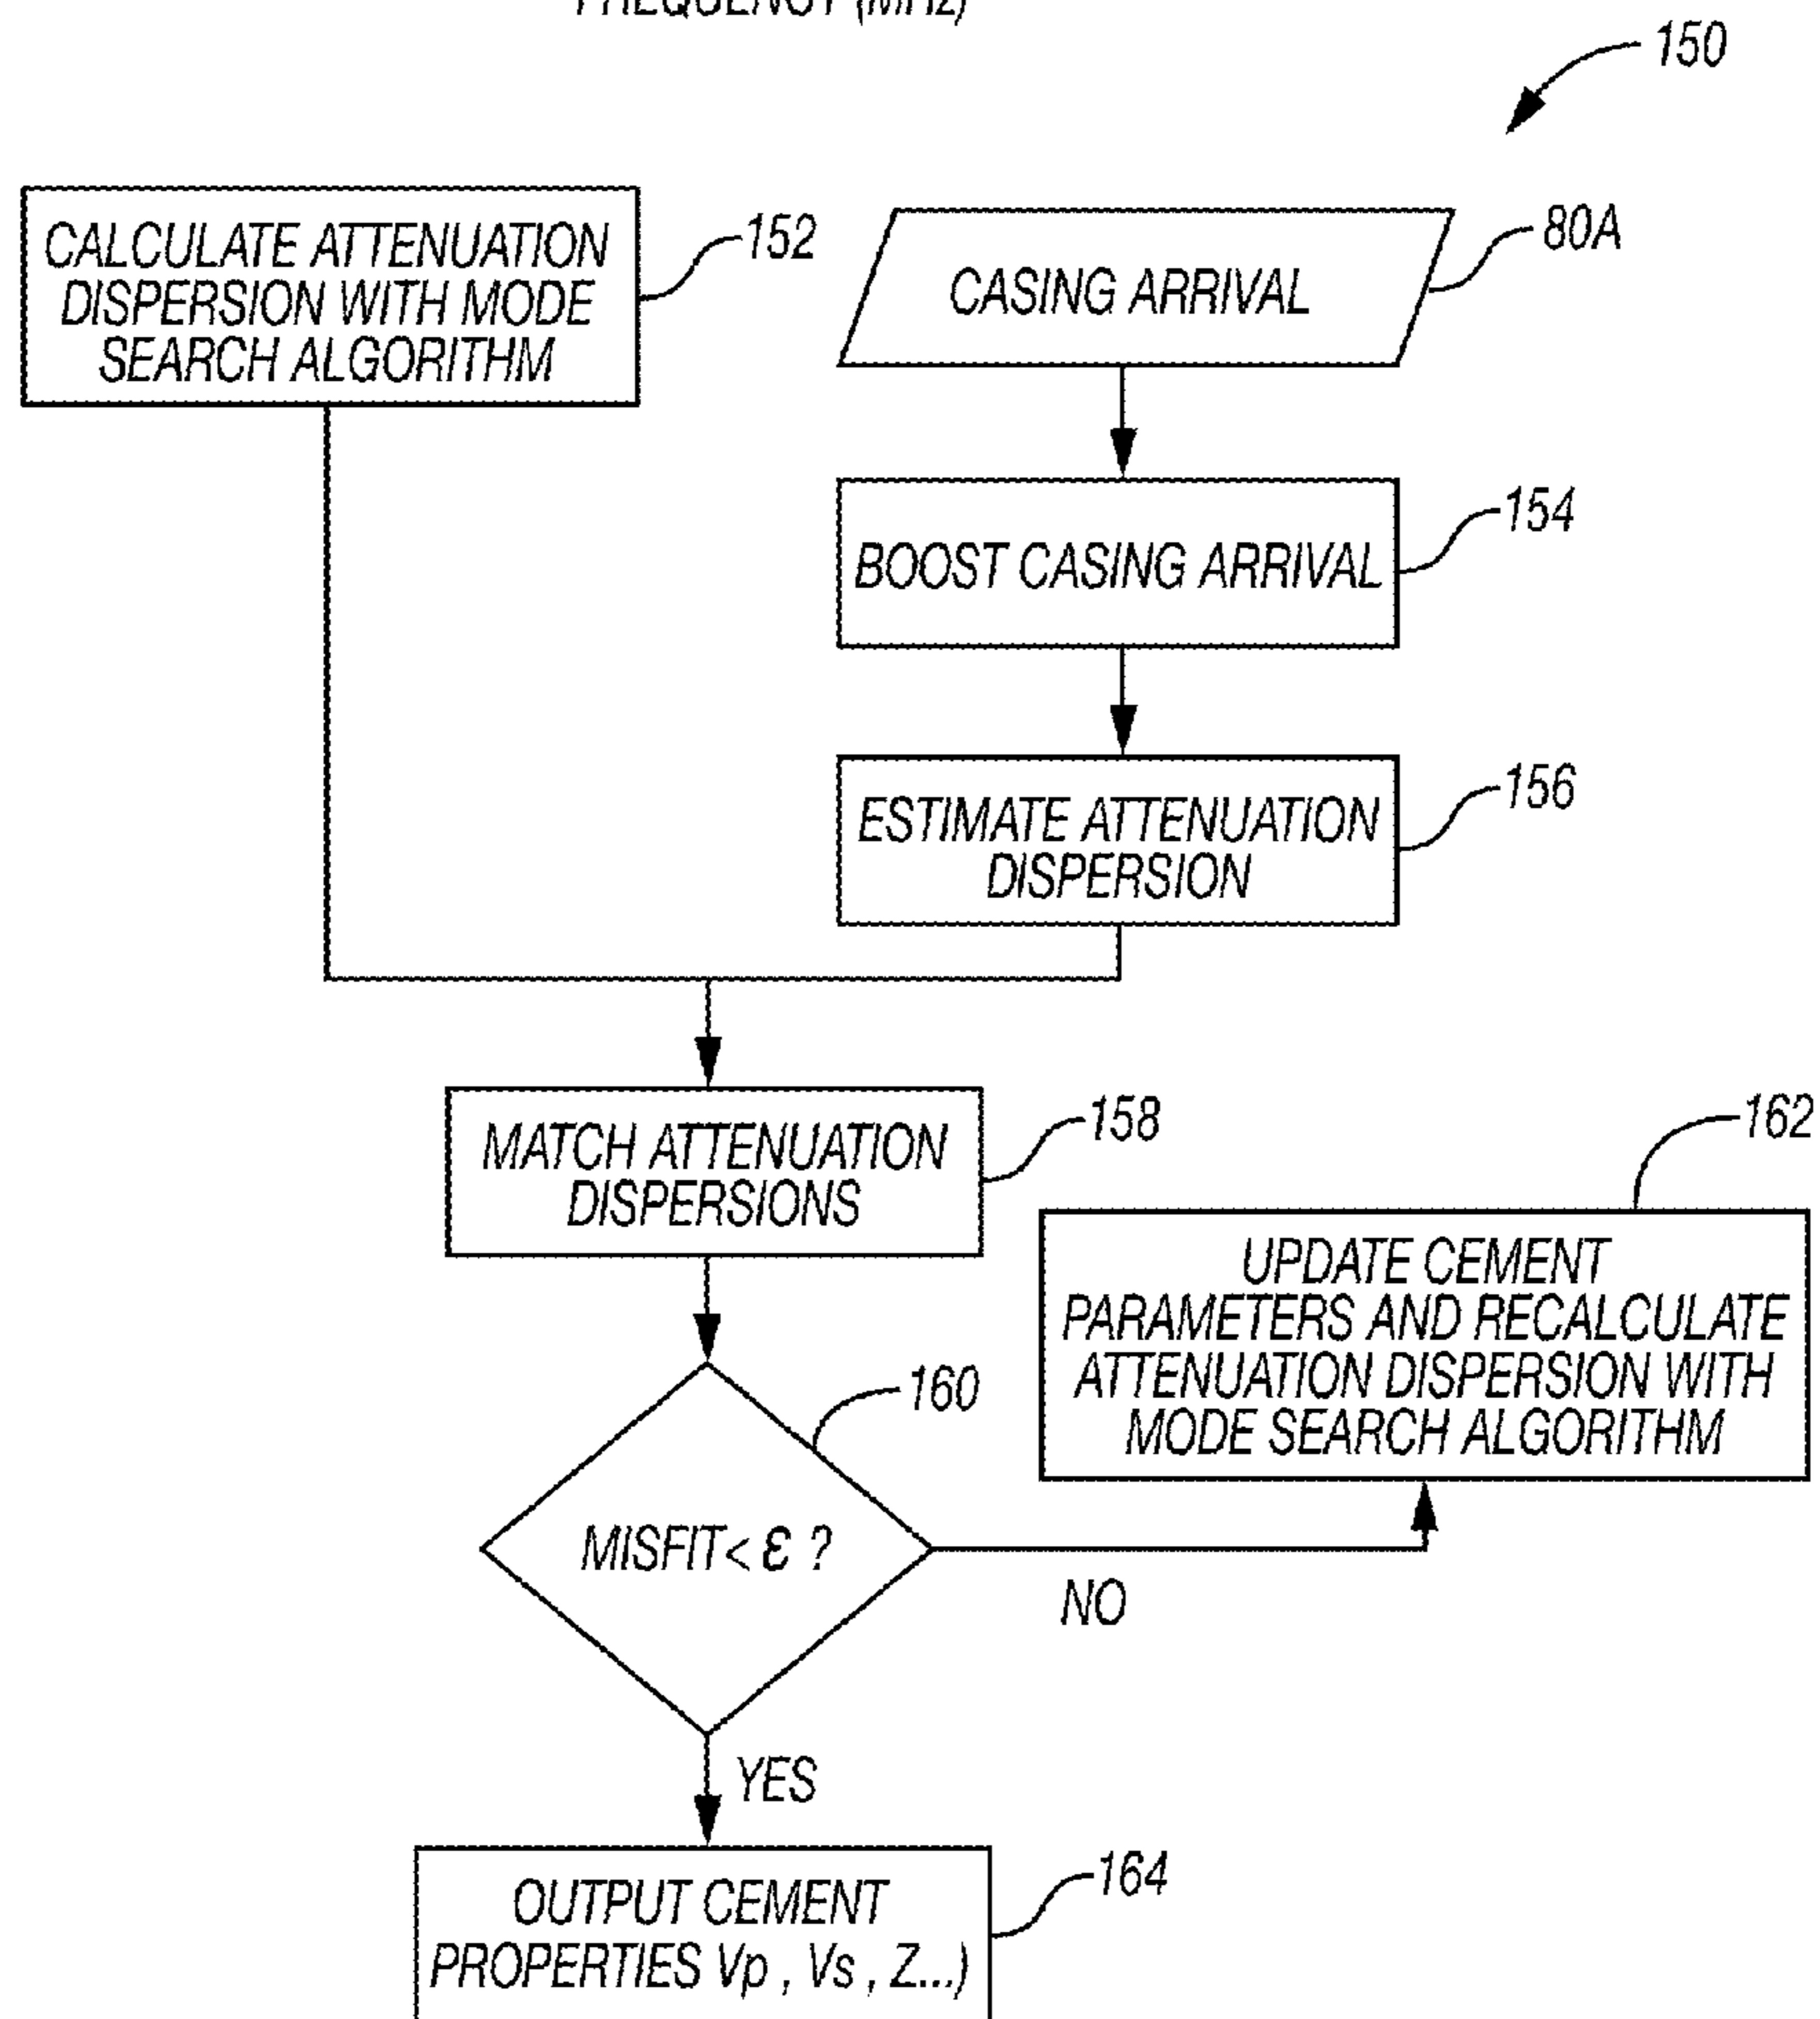 FREQUENCY (MHz)
150
CALCULATE ATTENUATION
DISPERSION WITH MODE
SEARCH ALGORITHM
152
CASING ARRIVAL
80A
BOOST CASING ARRIVAL
154
ESTIMATE ATTENUATION
DISPERSION
156
MATCH ATTENUATION
DISPERSIONS
158
162
UPDATE CEMENT
PARAMETERS AND RECALCULATE
ATTENUATION DISPERSION WITH
MODE SEARCH ALGORITHM
160
MISFIT< ε ?
NO
YES
OUTPUT CEMENT
PROPERTIES Vp , Vs , Z...)
164